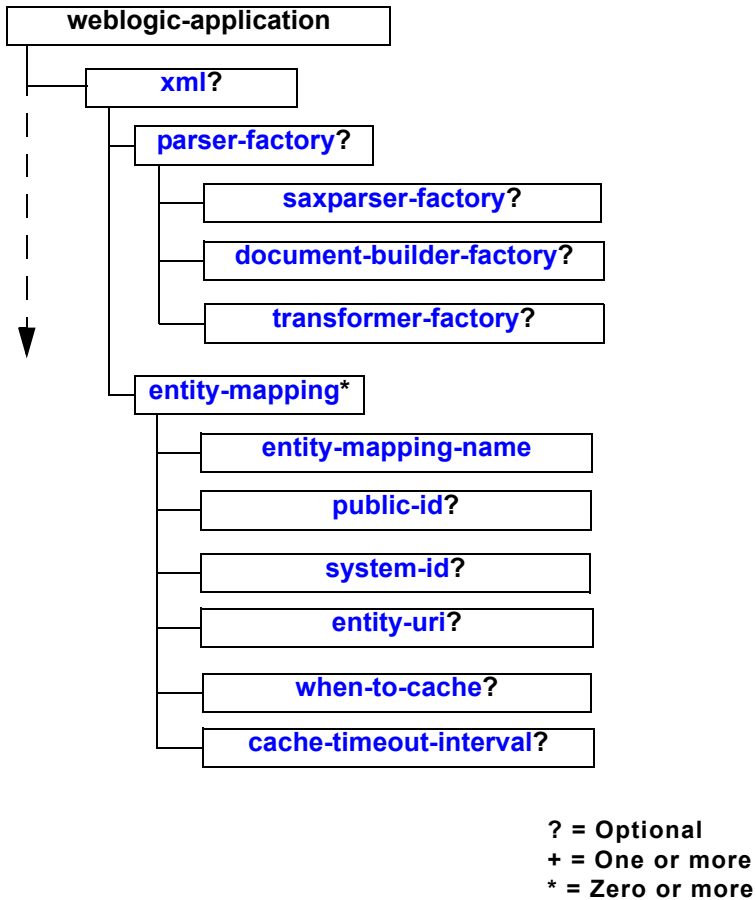 weblogic-application
xml?
parser-factory?
saxparser-factory?
document-builder-factory?
transformer-factory?
entity-mapping*
entity-mapping-name
public-id?
system-id?
entity-uri?
when-to-cache?
cache-timeout-interval?
? = Optional
+ = One or more
* = Zero or more